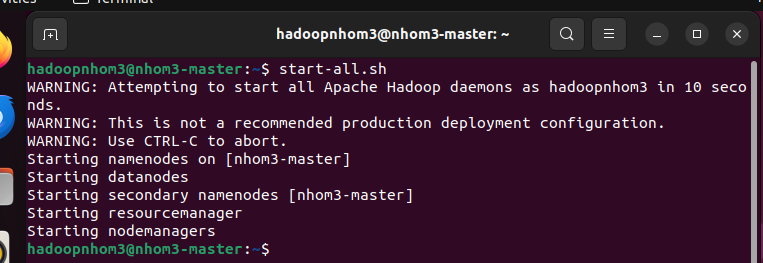 Terminal
hadoopnhom3@nhom3-master: ~
hadoopnhom3@nhom3-master:~$ start-all.sh
WARNING: Attempting to start all Apache Hadoop daemons as hadoopnhom3 in 10 seco
nds.
WARNING: This is not a recommended production deployment configuration.
WARNING: Use CTRL-C to abort.
Starting namenodes on [nhom3-master]
Starting datanodes
Starting secondary namenodes [nhom3-master]
Starting resourcemanager
Starting nodemanagers
hadoopnhom3@nhom3-master:~$